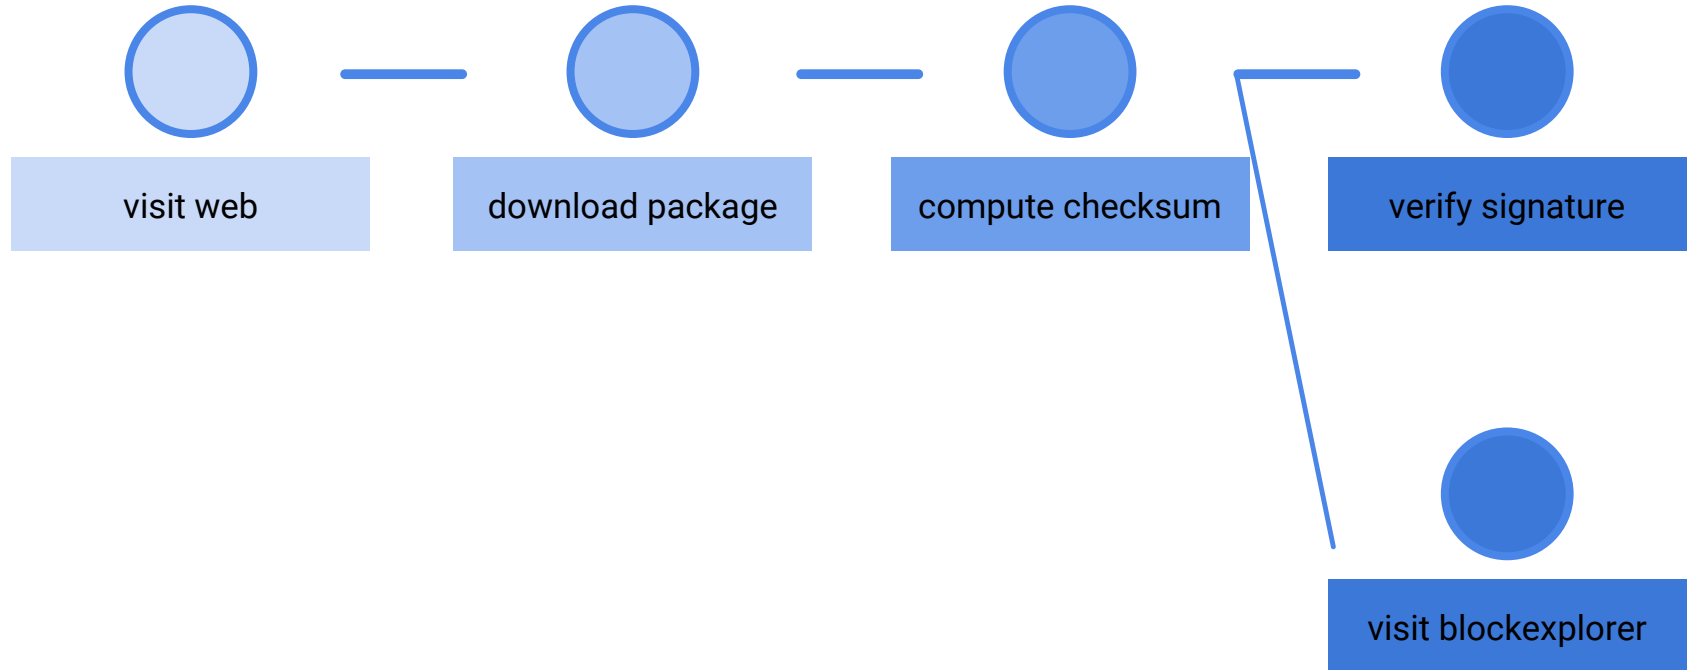 visit web
download package
compute checksum
verify signature
visit blockexplorer